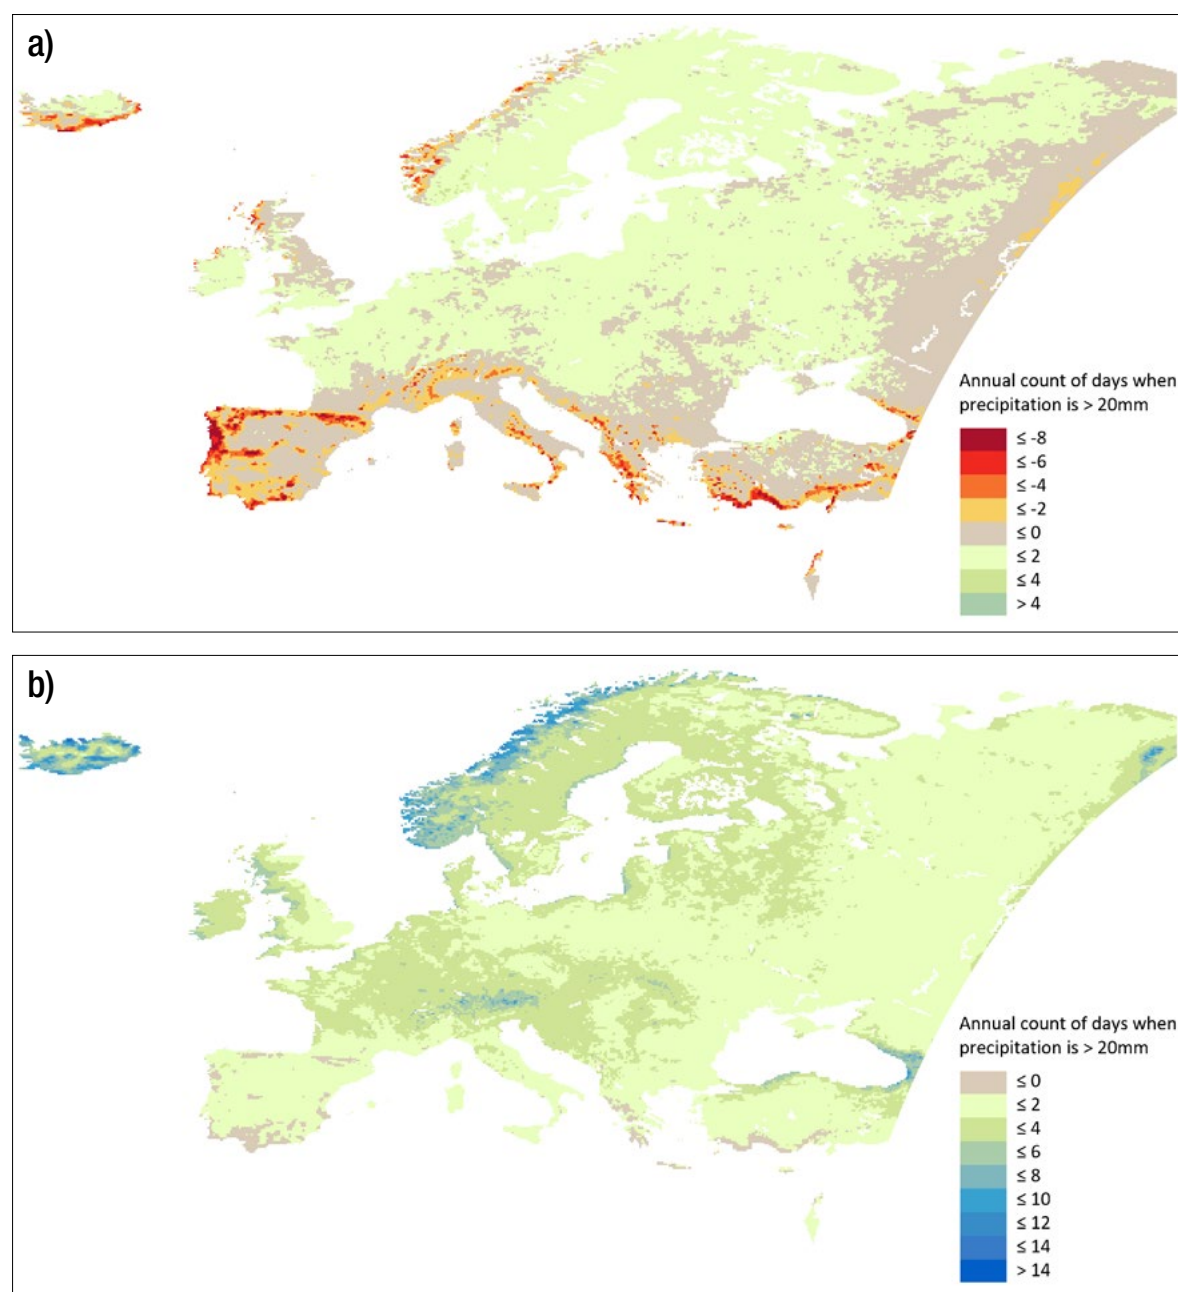 a)
Annual count of days when
precipitation is > 20mm
≤ -8
≤ -6
≤ -4
≤ -2
≤ 0
≤ 2
≤ 4
> 4
b)
Annual count of days when
precipitation is > 20mm
≤ 0
≤ 2
≤ 4
≤ 6
≤ 8
≤ 10
≤ 12
≤ 14
> 14